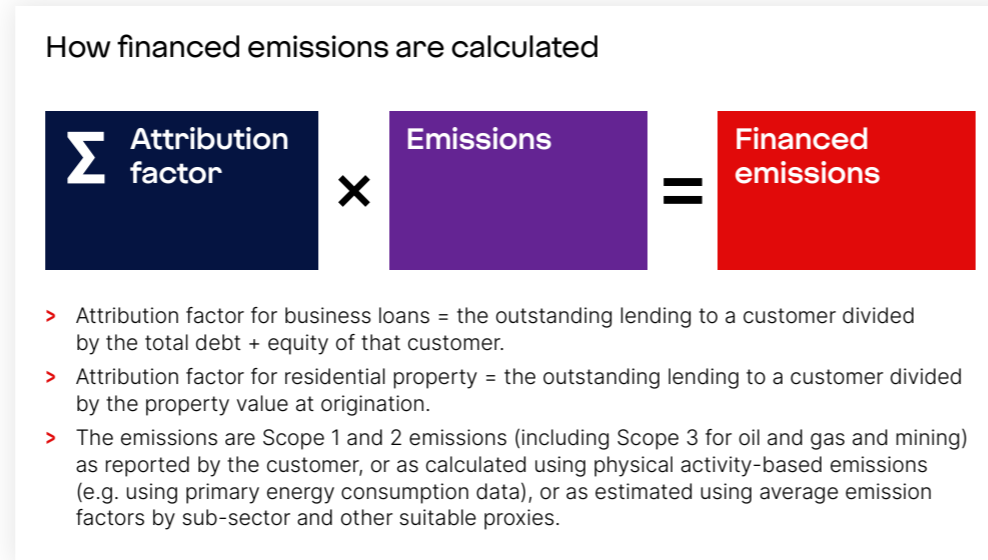 How financed emissions are calculated
Σ Attribution
factor
×
Emissions
=
Financed
emissions
> Attribution factor for business loans = the outstanding lending to a customer divided
by the total debt + equity of that customer.
> Attribution factor for residential property = the outstanding lending to a customer divided
by the property value at origination.
> The emissions are Scope 1 and 2 emissions (including Scope 3 for oil and gas and mining)
as reported by the customer, or as calculated using physical activity-based emissions
(e.g. using primary energy consumption data), or as estimated using average emission
factors by sub-sector and other suitable proxies.